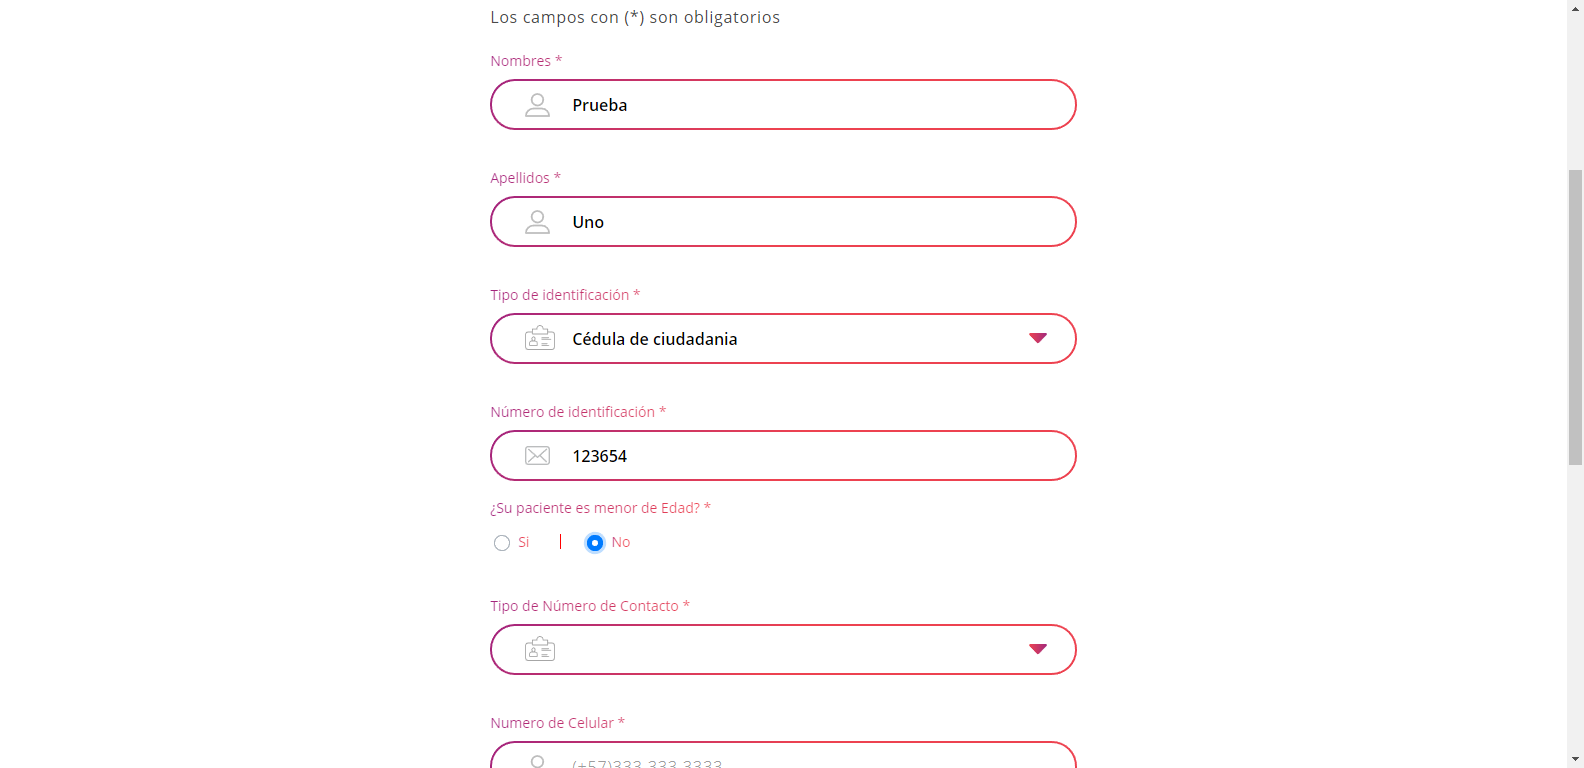 Los campos con (*) son obligatorios
Nombres *
Prueba
Apellidos *
Uno
Tipo de identificación *
Cédula de ciudadania
Número de identificación *
123654
¿Su paciente es menor de Edad? *
Si | No
Tipo de Número de Contacto *
Numero de Celular *
(+57)333 333 3333